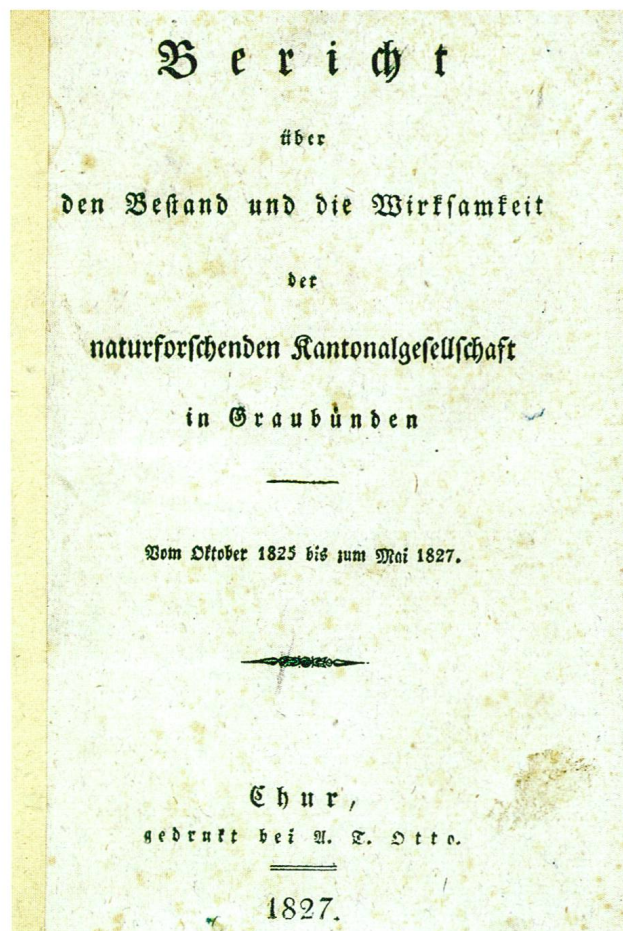 Bericht
über
den Bestand und die Wirksamkeit
der
naturforschenden Kantonalgesellschaft
in Graubünden
Vom Oktober 1825 bis zum Mai 1827.
Chur,
gedrukt bei A. T. Otto.
1827.